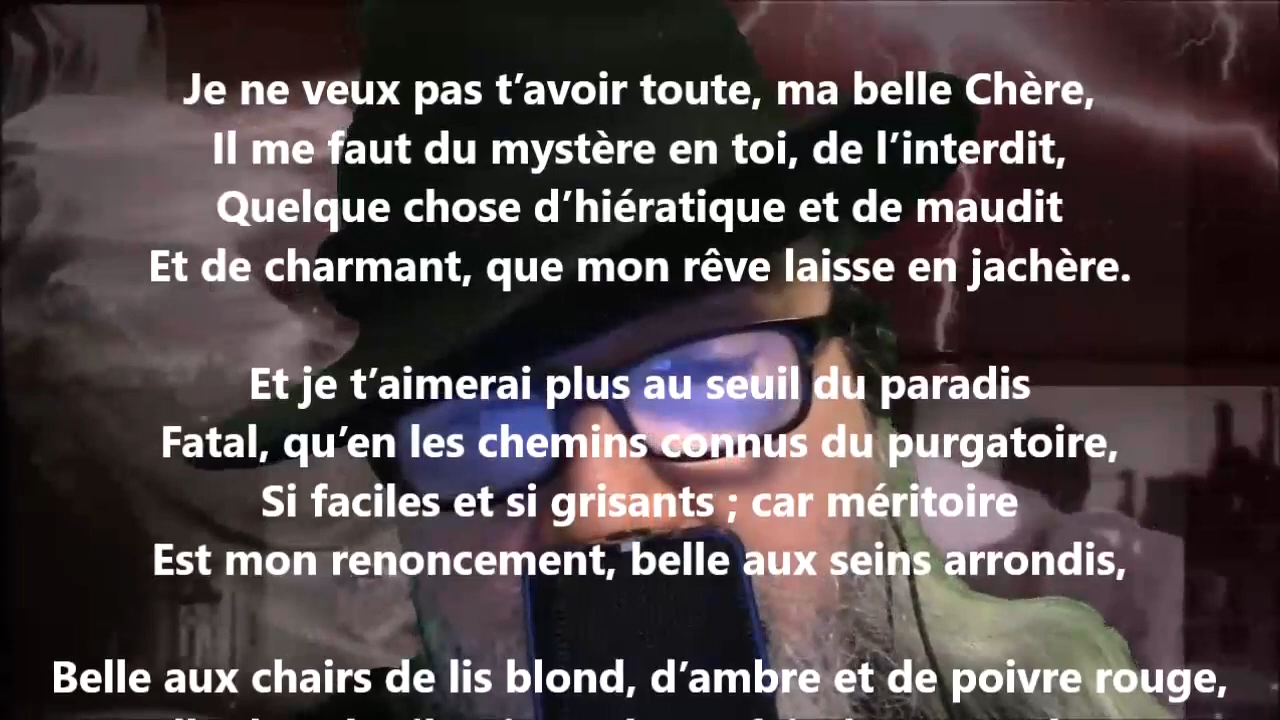 Je ne veux pas t’avoir toute, ma belle Chère,
Il me faut du mystère en toi, de l’interdit,
Quelque chose d’hiératique et de maudit
Et de charmant, que mon rêve laisse en jachère.
Et je t’aimerai plus au seuil du paradis
Fatal, qu’en les chemins connus du purgatoire,
Si faciles et si grisants ; car méritoire
Est mon renoncement, belle aux seins arrondis,
Belle aux chairs de lis blond, d’ambre et de poivre rouge,